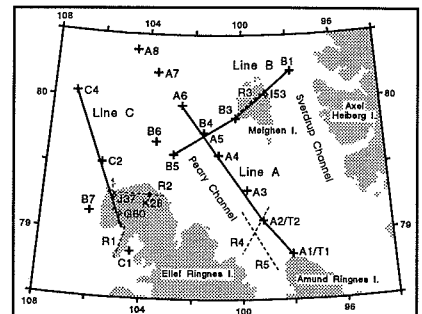 108
104
100
96
A8
A7
Line B
B1
80
C4
A6
R3
I53
80
Line C
B4
B3
Meighen I.
Sverdrup Channel
Axel
Heiberg I.
A5
B6
B5
A4
C2
Line A
Peary Channel
A3
J37
R2
K28
B7
G60
79
A2/T2
79
R4
R1
C1
R5
A1/T1
Ellef Ringnes I.
Amund Ringnes I.
108
104
100
96